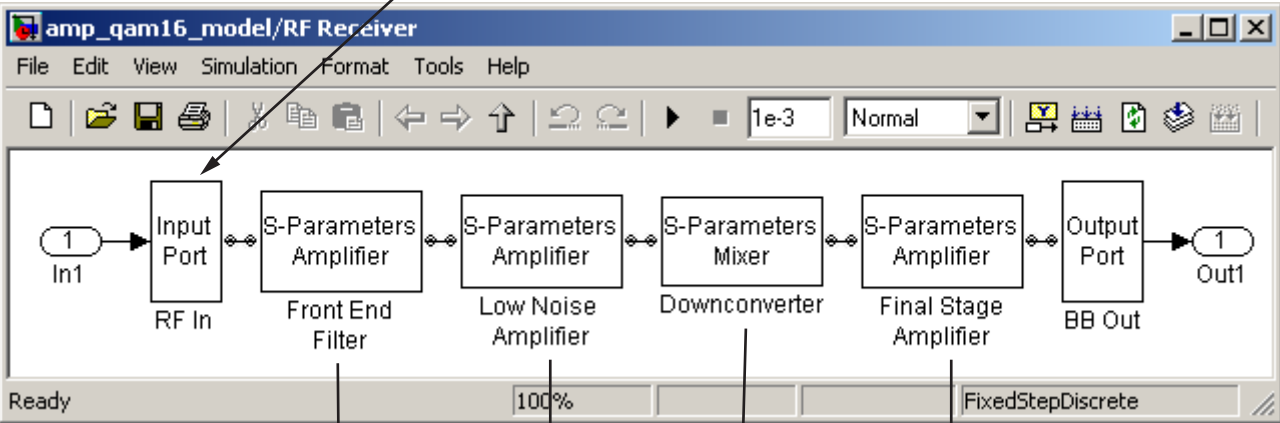 amp_qam16_model/RF Receiver
File Edit View Simulation Format Tools Help
1e-3 Normal
1
In1
Input
Port
RF In
S-Parameters
Amplifier
Front End
Filter
S-Parameters
Amplifier
Low Noise
Amplifier
S-Parameters
Mixer
Downconverter
S-Parameters
Amplifier
Final Stage
Amplifier
Output
Port
BB Out
1
Out1
Ready 100% FixedStepDiscrete